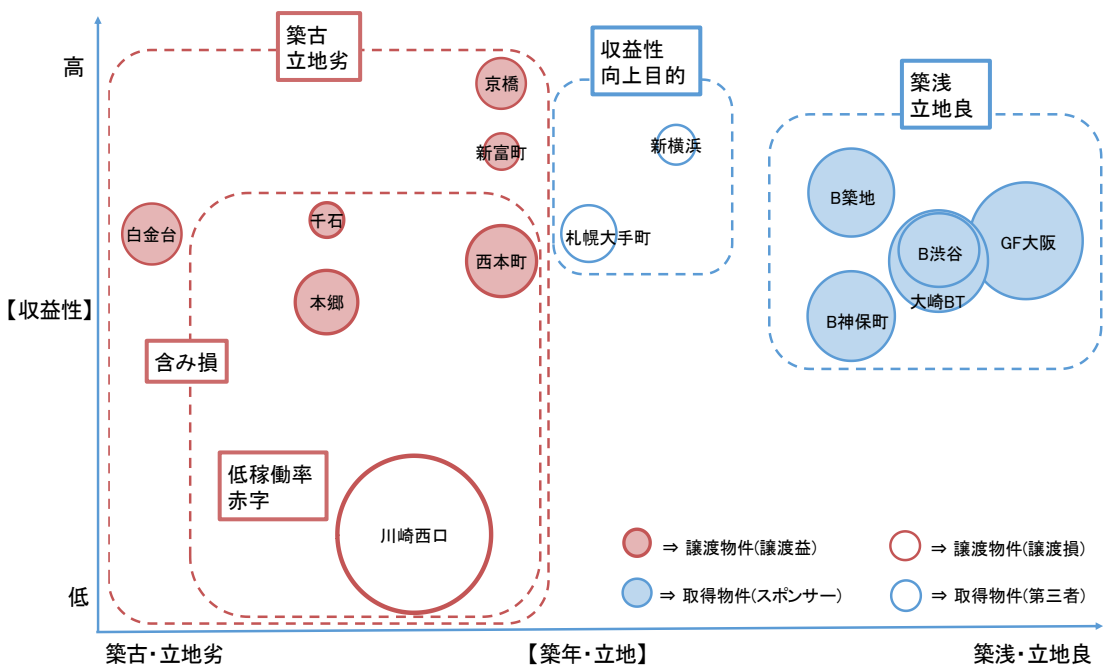 高
築古
立地劣
京橋
収益性
向上目的
築浅
立地良
新富町
新横浜
白金台
千石
西本町
札幌大手町
B築地
B渋谷
GF大阪
本郷
大崎BT
B神保町
【収益性】
含み損
低稼働率
赤字
川崎西口
⇒ 譲渡物件(譲渡益)
⇒ 譲渡物件(譲渡損)
⇒ 取得物件(スポンサー)
⇒ 取得物件(第三者)
低
築古・立地劣
【築年・立地】
築浅・立地良